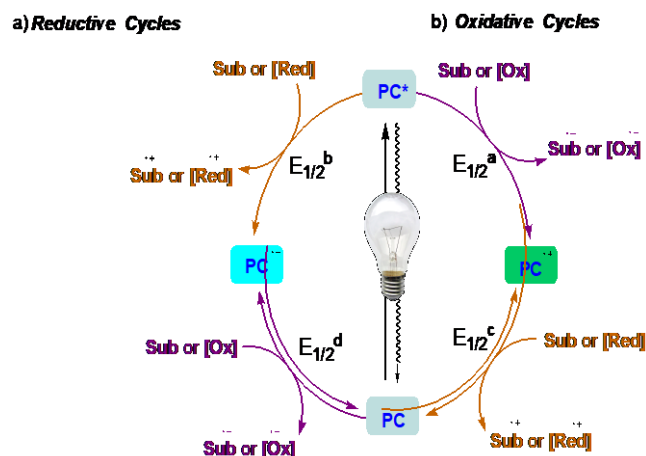 a) Reductive Cycles
b) Oxidative Cycles
Sub or [Red]
Sub or [Ox]
PC*
Sub•+ or [Red]•+
E1/2b
E1/2a
Sub•− or [Ox]•−
PC•−
PC•+
Sub or [Ox]
E1/2d
E1/2c
Sub or [Red]
PC
Sub•− or [Ox]•−
Sub•+ or [Red]•+